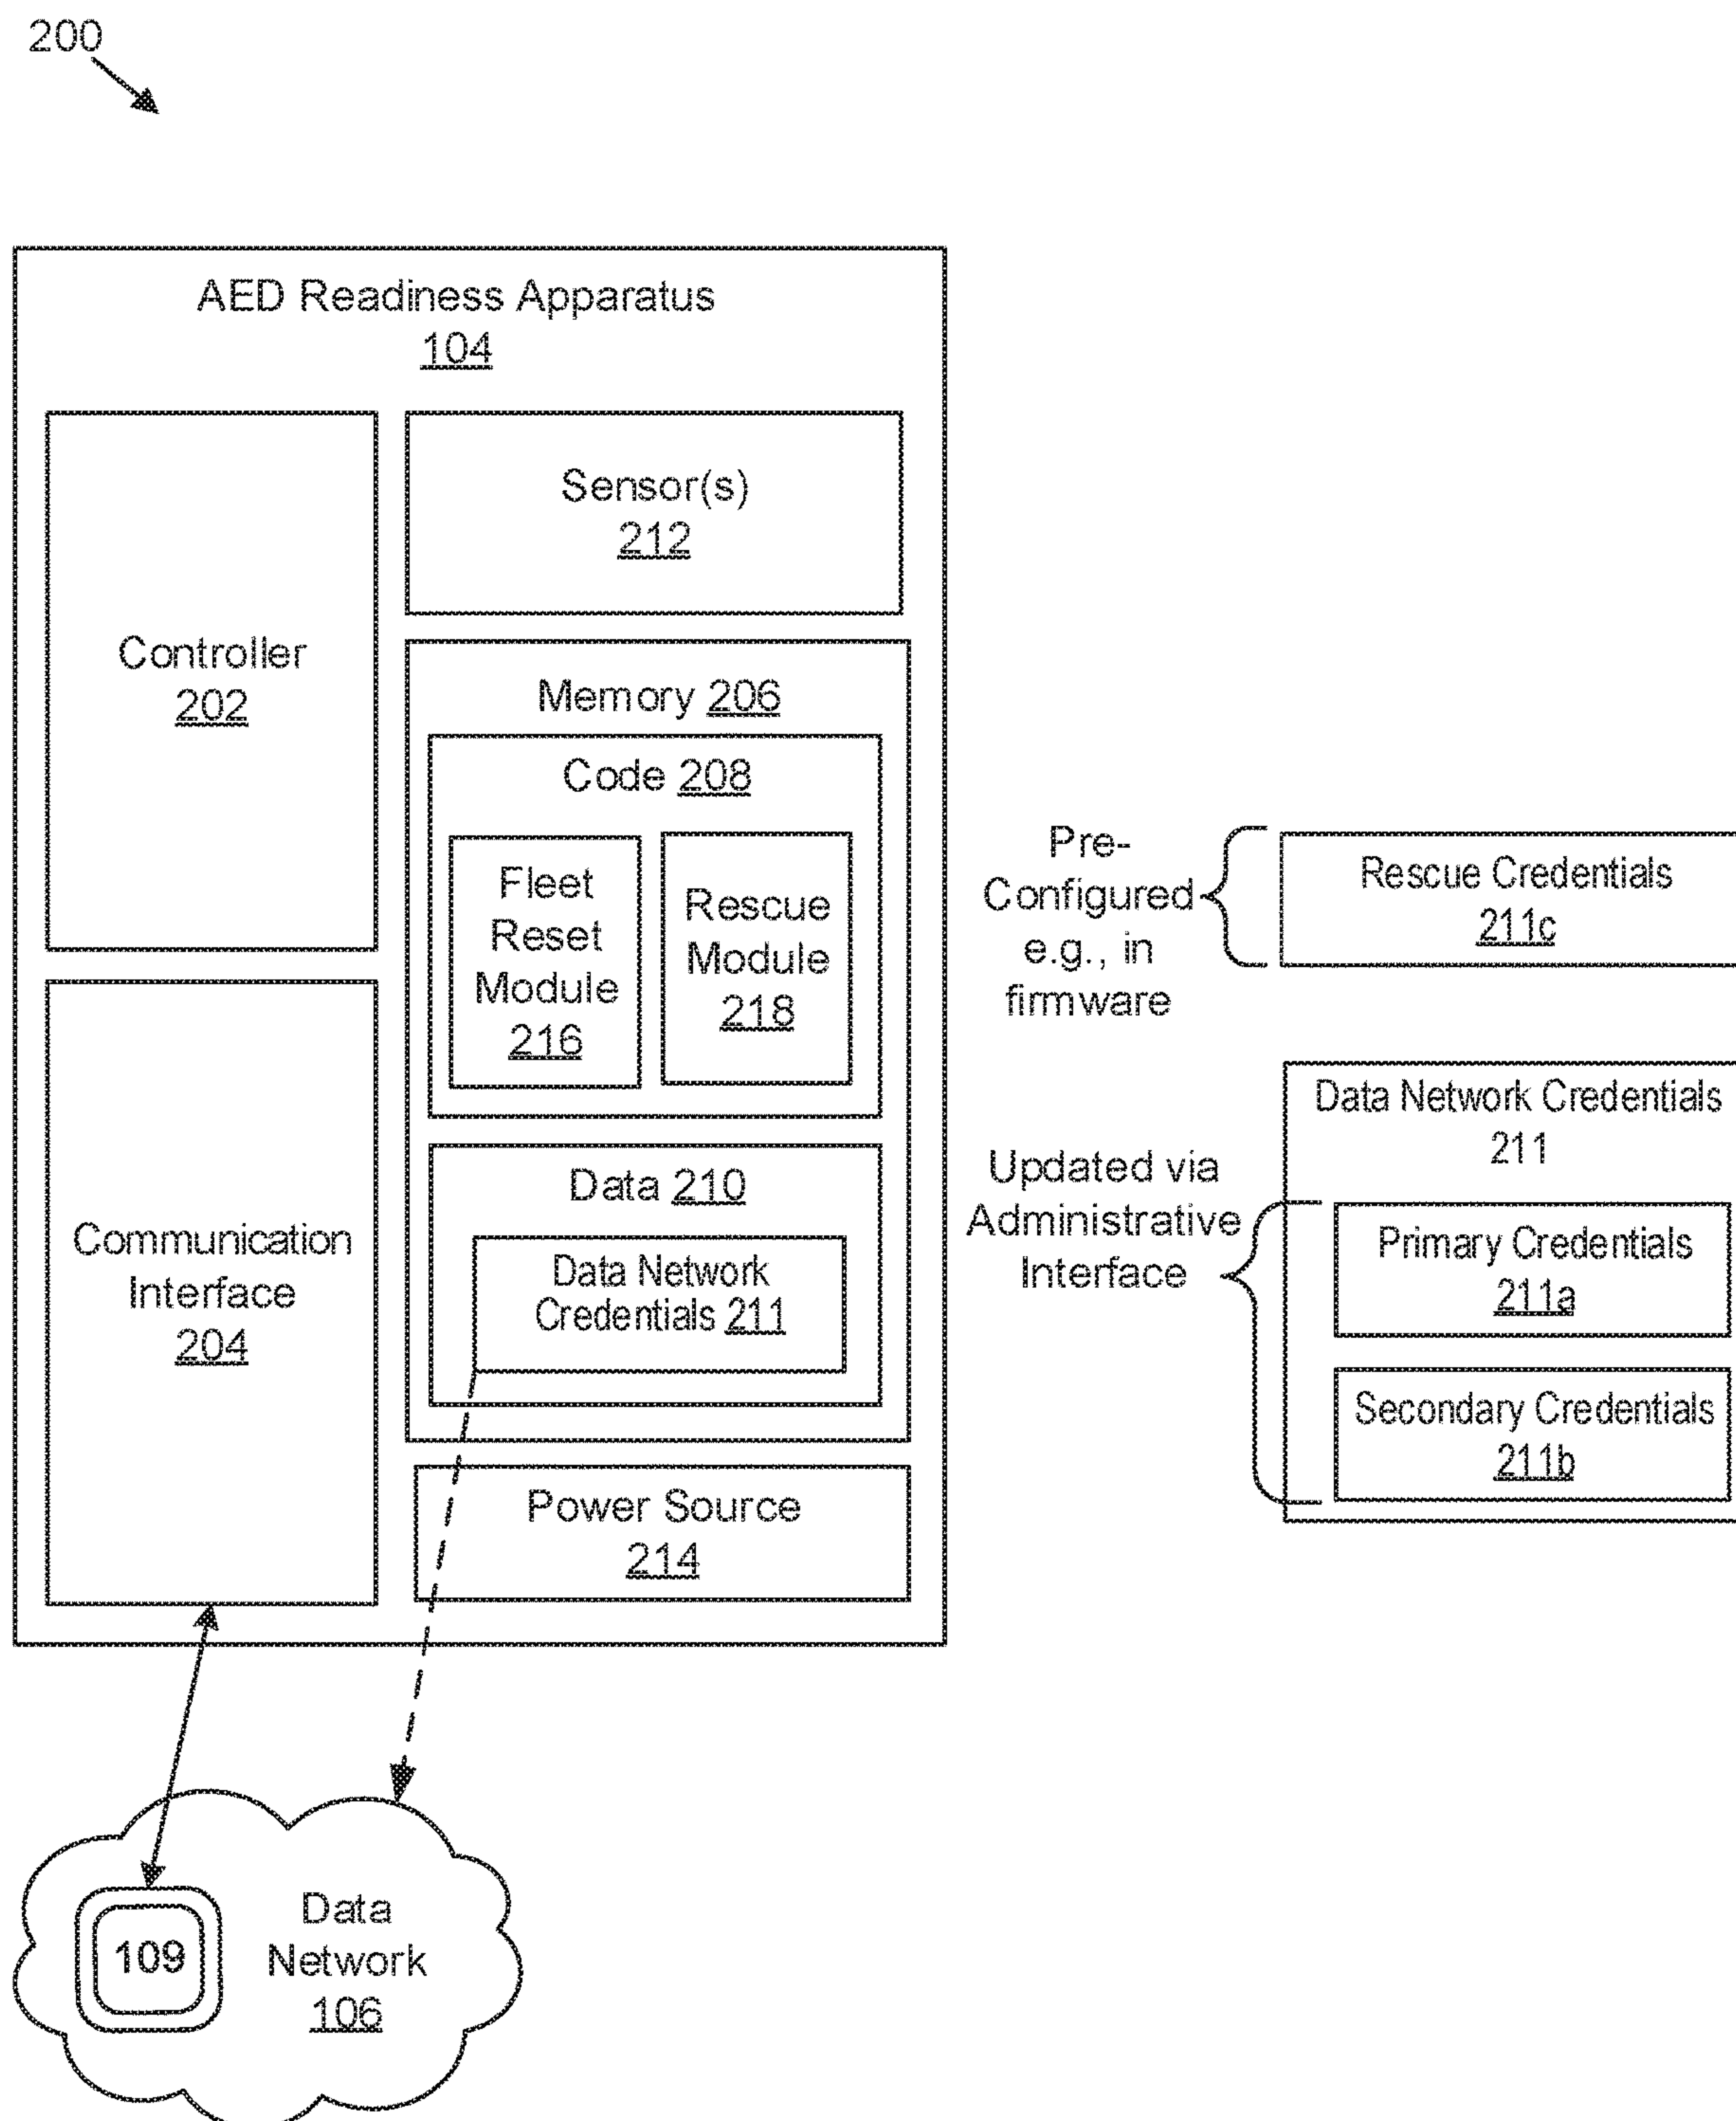 200
AED Readiness Apparatus
104
Controller
202
Sensor(s)
212
Memory 206
Code 208
Fleet
Reset
Module
216
Rescue
Module
218
Data 210
Data Network
Credentials 211
Communication
Interface
204
Power Source
214
Pre-
Configured
e.g., in
firmware
Rescue Credentials
211c
Data Network Credentials
211
Updated via
Administrative
Interface
Primary Credentials
211a
Secondary Credentials
211b
109
Data
Network
106